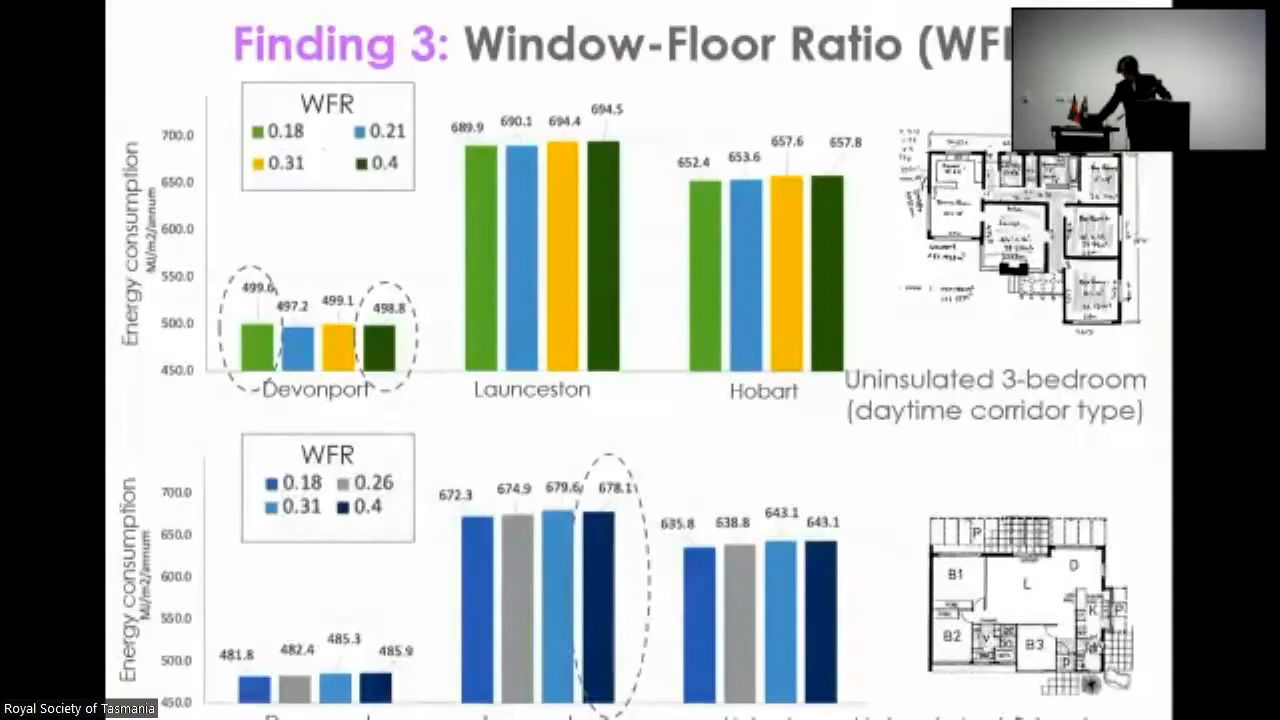 Finding 3: Window-Floor Ratio (WF
WFR
0.18 0.21
0.31 0.4
Energy consumption
MJ/m2/annum
700.0
650.0
600.0
550.0
500.0
450.0
499.6 497.2 499.1 498.8
689.9 690.1 694.4 694.5
652.4 653.6 657.6 657.8
Devonport Launceston Hobart
Uninsulated 3-bedroom
(daytime corridor type)
WFR
0.18 0.26
0.31 0.4
Energy consumption
MJ/m2/annum
700.0
650.0
600.0
550.0
500.0
450.0
481.8 482.4 485.3 485.9
672.3 674.9 679.6 678.1
635.8 638.8 643.1 643.1
P
B1 L D
K P
B2 V B3
P
Royal Society of Tasmania